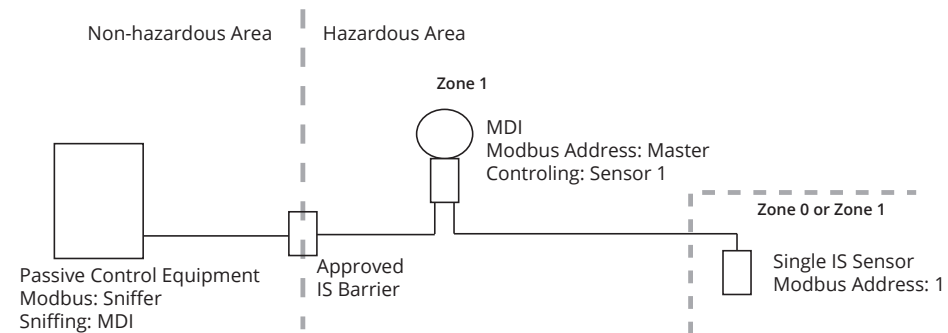 Non-hazardous Area
Hazardous Area
Zone 1
MDI
Modbus Address: Master
Controling: Sensor 1
Zone 0 or Zone 1
Passive Control Equipment
Modbus: Sniffer
Sniffing: MDI
Approved
IS Barrier
Single IS Sensor
Modbus Address: 1